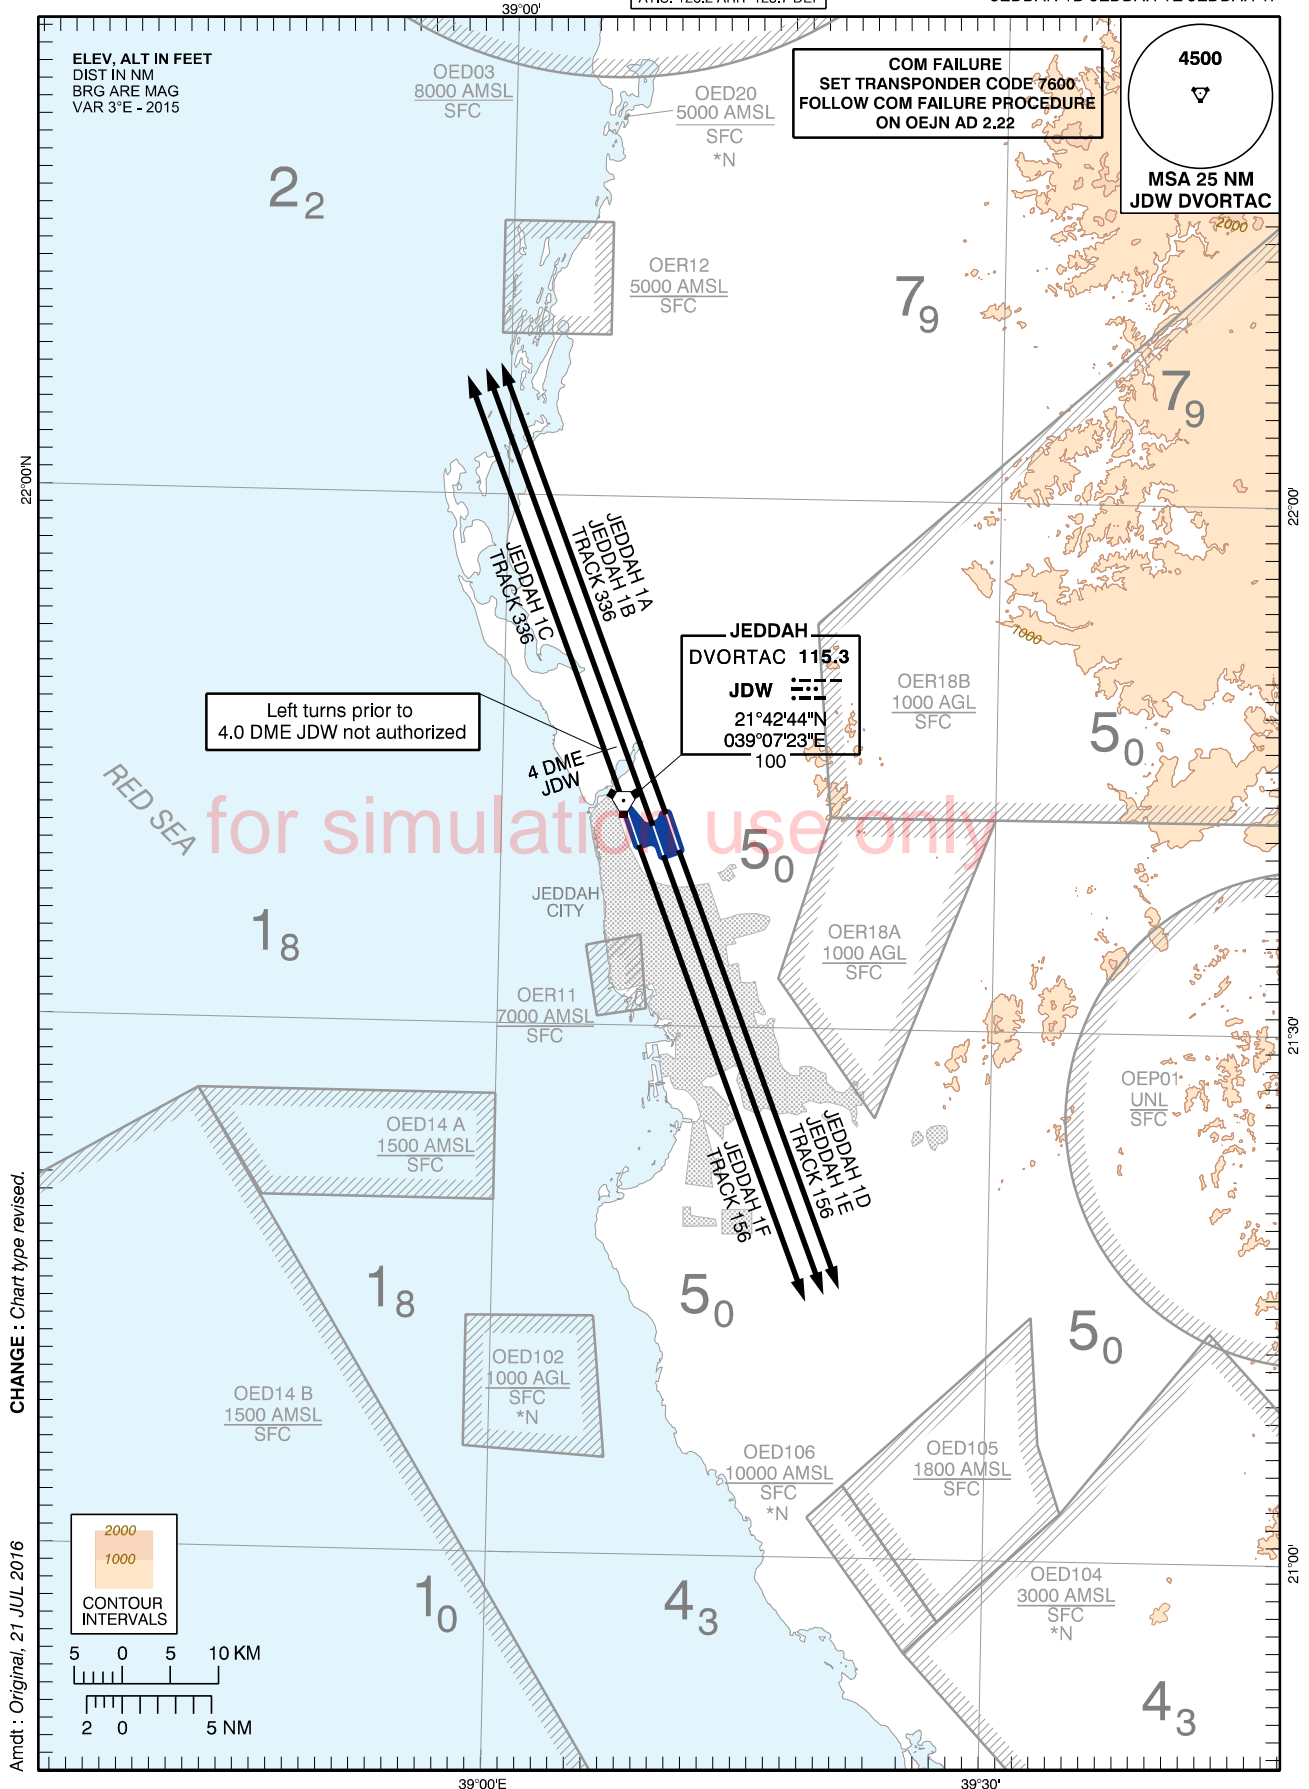 39°00'
ELEV, ALT IN FEET
DIST IN NM
BRG ARE MAG
VAR 3°E - 2015
OED03
8000 AMSL
SFC
OED20
5000 AMSL
SFC
*N
COM FAILURE
SET TRANSPONDER CODE 7600
FOLLOW COM FAILURE PROCEDURE
ON OEJN AD 2.22
4500
MSA 25 NM
JDW DVORTAC
2000
2₂
OER12
5000 AMSL
SFC
7₉
7₉
22°00'N
22°00'
JEDDAH 1A
JEDDAH 1B
TRACK 336
JEDDAH 1C
TRACK 336
1000
JEDDAH
DVORTAC 115.3
JDW
21°42'44"N
039°07'23"E
100
OER18B
1000 AGL
SFC
5₀
Left turns prior to
4.0 DME JDW not authorized
4 DME
JDW
RED SEA
for simulation use only
5₀
JEDDAH
CITY
1₈
OER18A
1000 AGL
SFC
OER11
7000 AMSL
SFC
21°30'
OEP01
UNL
SFC
OED14 A
1500 AMSL
SFC
JEDDAH 1D
JEDDAH 1E
TRACK 156
JEDDAH 1F
TRACK 156
1₈
5₀
5₀
OED102
1000 AGL
SFC
*N
OED14 B
1500 AMSL
SFC
OED106
10000 AMSL
SFC
*N
OED105
1800 AMSL
SFC
21°00'
OED104
3000 AMSL
SFC
*N
1₀
4₃
4₃
2000
1000
CONTOUR
INTERVALS
5 0 5 10 KM
2 0 5 NM
39°00'E
39°30'
CHANGE : Chart type revised.
Amdt : Original, 21 JUL 2016